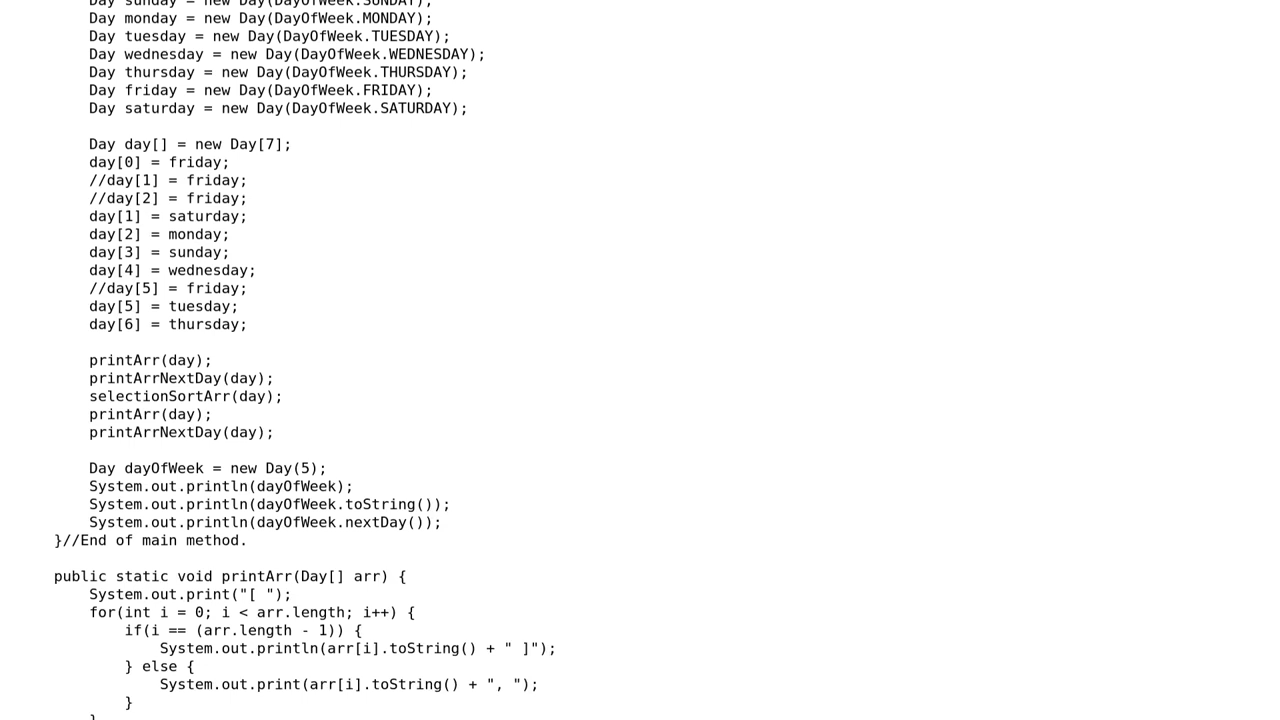 Day sunday = new Day(DayOfWeek.SUNDAY);
Day monday = new Day(DayOfWeek.MONDAY);
Day tuesday = new Day(DayOfWeek.TUESDAY);
Day wednesday = new Day(DayOfWeek.WEDNESDAY);
Day thursday = new Day(DayOfWeek.THURSDAY);
Day friday = new Day(DayOfWeek.FRIDAY);
Day saturday = new Day(DayOfWeek.SATURDAY);
Day day[] = new Day[7];
day[0] = friday;
//day[1] = friday;
//day[2] = friday;
day[1] = saturday;
day[2] = monday;
day[3] = sunday;
day[4] = wednesday;
//day[5] = friday;
day[5] = tuesday;
day[6] = thursday;
printArr(day);
printArrNextDay(day);
selectionSortArr(day);
printArr(day);
printArrNextDay(day);
Day dayOfWeek = new Day(5);
System.out.println(dayOfWeek);
System.out.println(dayOfWeek.toString());
System.out.println(dayOfWeek.nextDay());
}//End of main method.
public static void printArr(Day[] arr) {
System.out.print("[ ");
for(int i = 0; i < arr.length; i++) {
if(i == (arr.length - 1)) {
System.out.println(arr[i].toString() + " ]");
} else {
System.out.print(arr[i].toString() + ", ");
}
}